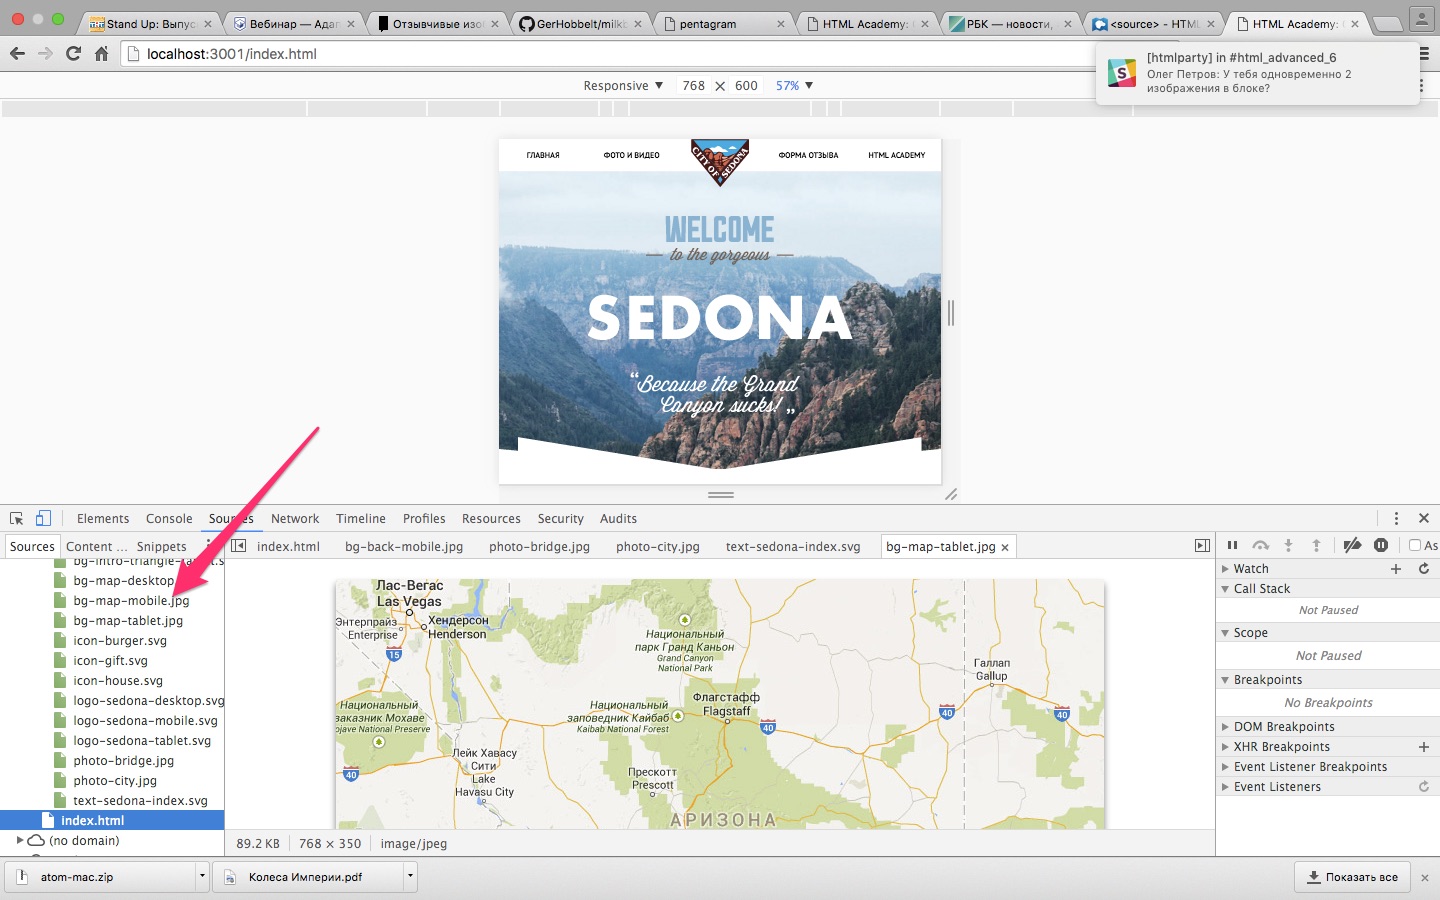 Stand Up: Выпус
Вебинар — Адап
Отзывчивые изо
GerHobbelt/milk
pentagram
HTML Academy:
РБК — новости,
<source> - HTM
HTML Academy:
localhost:3001/index.html
[htmlparty] in #html_advanced_6
Олег Петров: У тебя одновременно 2
изображения в блоке?
Responsive ▼ 768 × 600 57% ▼
ГЛАВНАЯ ФОТО И ВИДЕО ФОРМА ОТЗЫВА HTML ACADEMY
CITY OF SEDONA
WELCOME
— to the gorgeous —
SEDONA
“Because the Grand
Canyon sucks! „
Elements Console Sources Network Timeline Profiles Resources Security Audits
Sources Content ... Snippets
index.html bg-back-mobile.jpg photo-bridge.jpg photo-city.jpg text-sedona-index.svg bg-map-tablet.jpg ×
bg-intro-triangle-tablet.s
bg-map-desktop
bg-map-mobile.jpg
bg-map-tablet.jpg
icon-burger.svg
icon-gift.svg
icon-house.svg
logo-sedona-desktop.svg
logo-sedona-mobile.svg
logo-sedona-tablet.svg
photo-bridge.jpg
photo-city.jpg
text-sedona-index.svg
index.html
(no domain)
Лас-Вегас
Las Vegas
Энтерпрайз
Enterprise
Хендерсон
Henderson
15
Национальный
парк Гранд Каньон
Grand Canyon
National Park
Галлап
Gallup
Национальный
заказник Мохаве
ojave National Preserve
Национальный
заповедник Кайбаб
Kaibab National Forest
Флагстафф
Flagstaff
40
40
40
40
Лейк Хавасу
Сити
Lake
Havasu City
Прескотт
Prescott
АРИЗОНА
89.2 KB 768 × 350 image/jpeg
As
Watch
Call Stack
Not Paused
Scope
Not Paused
Breakpoints
No Breakpoints
DOM Breakpoints
XHR Breakpoints
Event Listener Breakpoints
Event Listeners
atom-mac.zip
Колеса Империи.pdf
Показать все